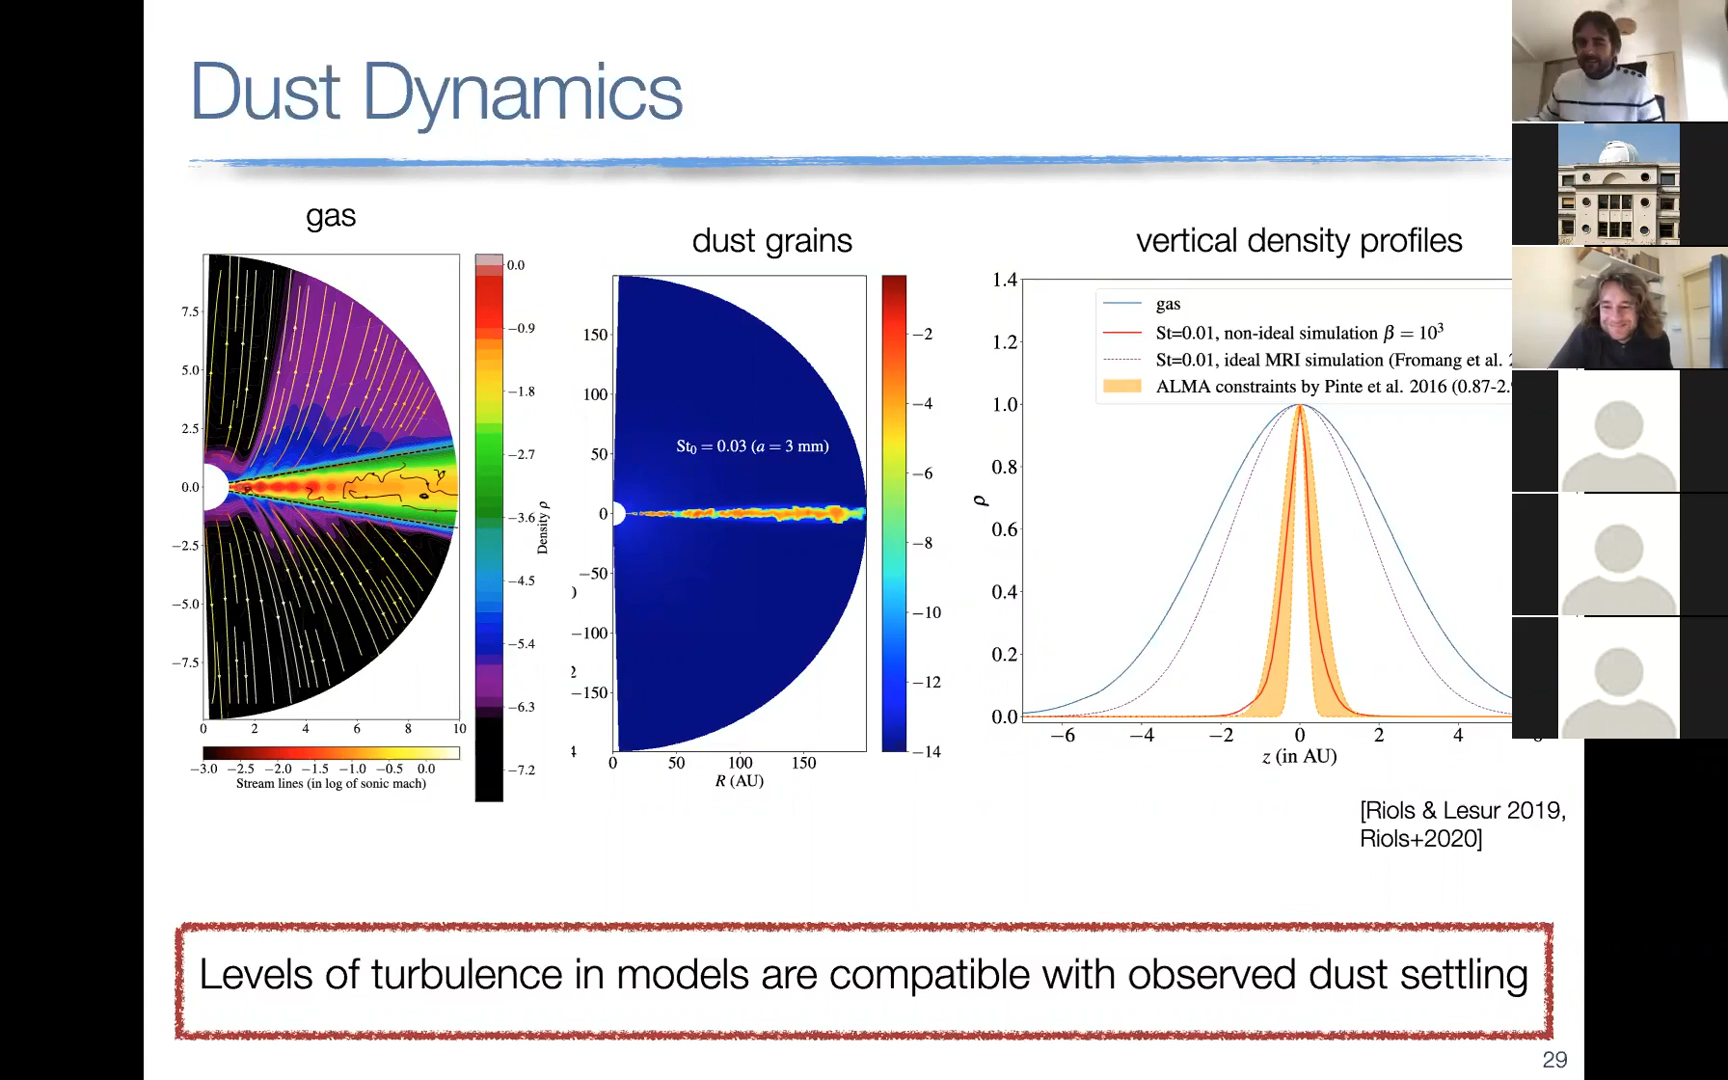 Dust Dynamics
gas
7.5
5.0
2.5
0.0
−2.5
−5.0
−7.5
0 2 4 6 8 10
0.0
−0.9
−1.8
−2.7
−3.6
−4.5
−5.4
−6.3
−7.2
Density ρ
−3.0 −2.5 −2.0 −1.5 −1.0 −0.5 0.0
Stream lines (in log of sonic mach)
dust grains
150
100
50
0
−50
−100
−150
St₀ = 0.03 (a = 3 mm)
0 50 100 150
R (AU)
−2
−4
−6
−8
−10
−12
−14
vertical density profiles
gas
St=0.01, non-ideal simulation β = 10³
St=0.01, ideal MRI simulation (Fromang et al.
ALMA constraints by Pinte et al. 2016 (0.87-2.
1.4
1.2
1.0
0.8
0.6
0.4
0.2
0.0
ρ
−6 −4 −2 0 2 4
z (in AU)
[Riols & Lesur 2019,
Riols+2020]
Levels of turbulence in models are compatible with observed dust settling
29